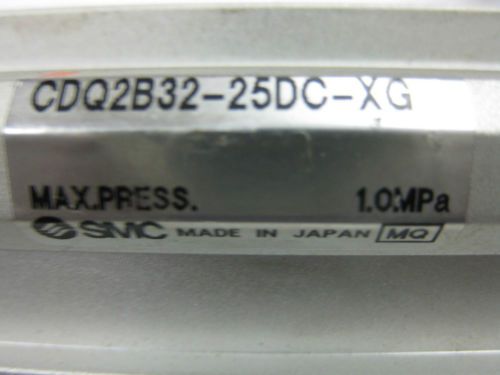 CDQ2B32-25DC-XG
MAX.PRESS. 1.0MPa
SMC MADE IN JAPAN MQ